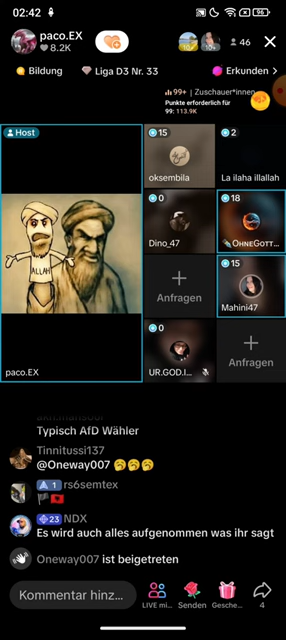 02:42
96
paco.EX
8.2K
10+
10+
46
Bildung
Liga D3 Nr. 33
Erkunden >
99+ | Zuschauer*innen
Punkte erforderlich für
99: 113.9K
Host
ALLAH
paco.EX
15
oksembila
2
La ilaha illallah
0
Dino_47
18
OHNEGOTT...
Anfragen
15
Mahini47
0
UR.GOD.I...
Anfragen
Typisch AfD Wähler
Tinnitussi137
@Oneway007 🤔🤔🤔
1 rs6semtex
🏴🇦🇱
23 NDX
Es wird auch alles aufgenommen was ihr sagt
Oneway007 ist beigetreten
Kommentar hinz...
LIVE mi...
Senden
Gesche...
4